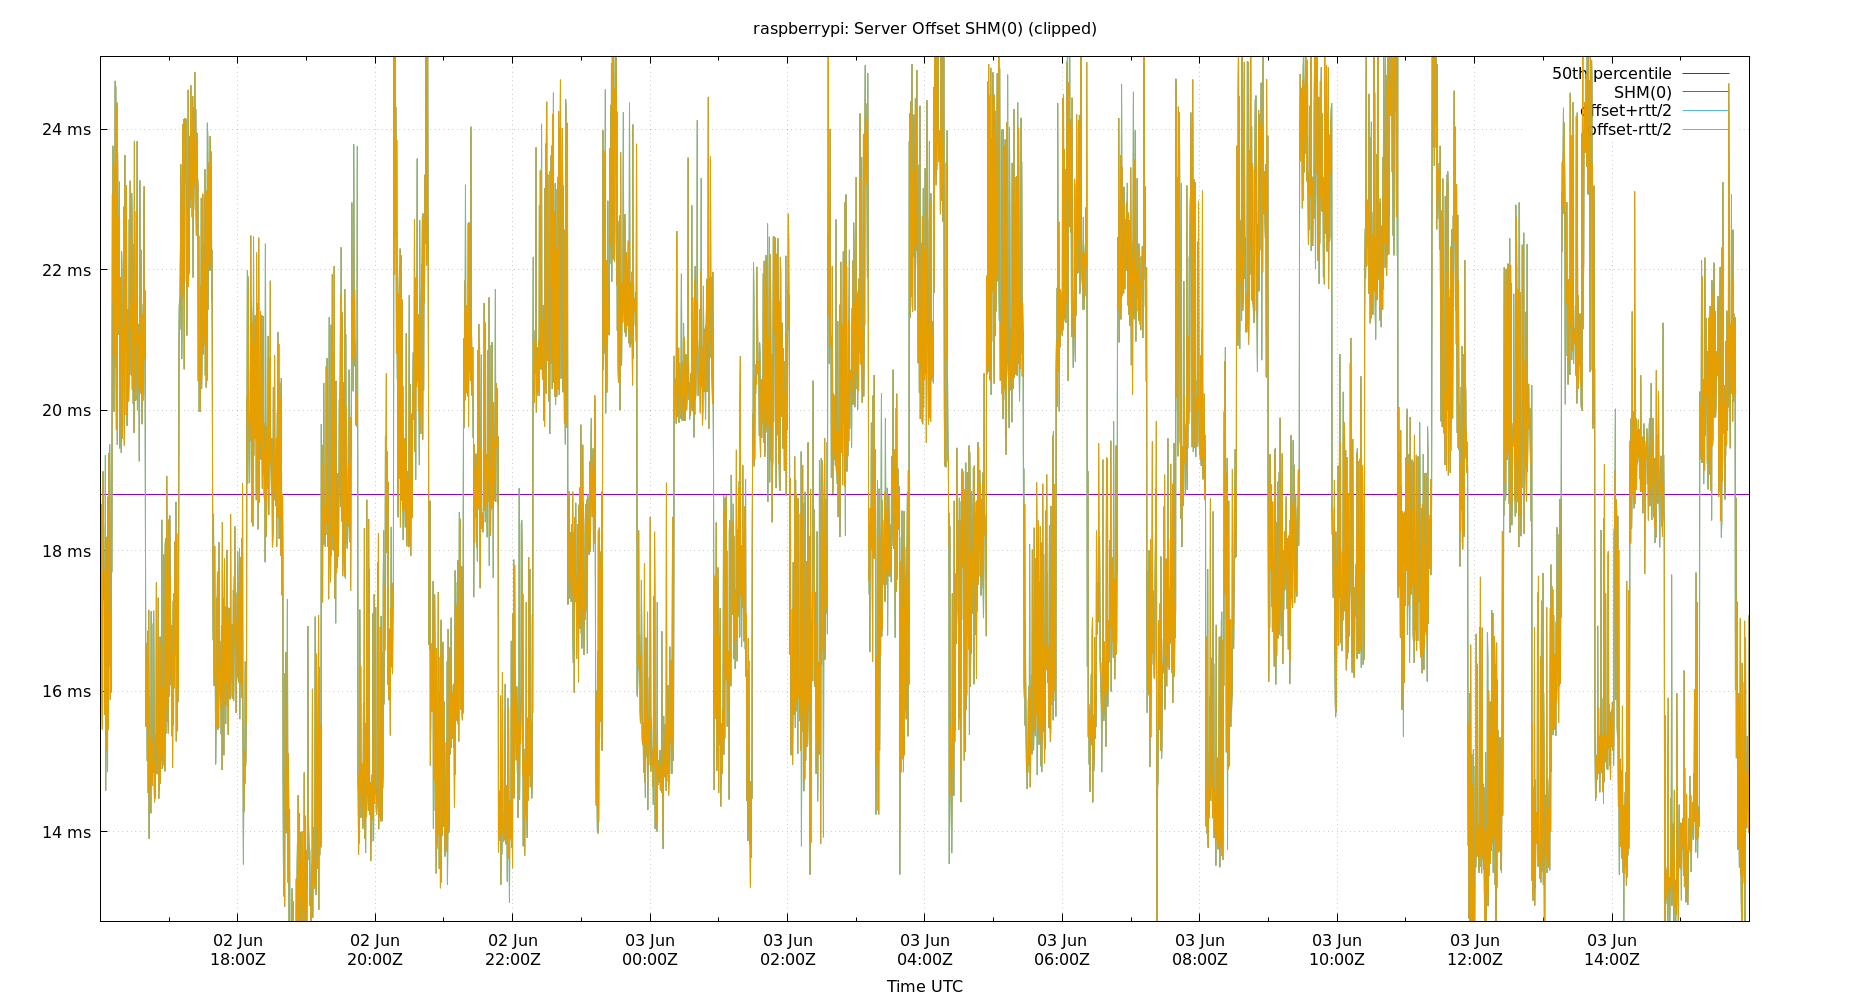 raspberrypi: Server Offset SHM(0) (clipped)
50th percentile
SHM(0)
offset+rtt/2
offset-rtt/2
24 ms
22 ms
20 ms
18 ms
16 ms
14 ms
02 Jun 02 Jun 02 Jun 03 Jun 03 Jun 03 Jun 03 Jun 03 Jun 03 Jun 03 Jun 03 Jun
18:00Z 20:00Z 22:00Z 00:00Z 02:00Z 04:00Z 06:00Z 08:00Z 10:00Z 12:00Z 14:00Z
Time UTC